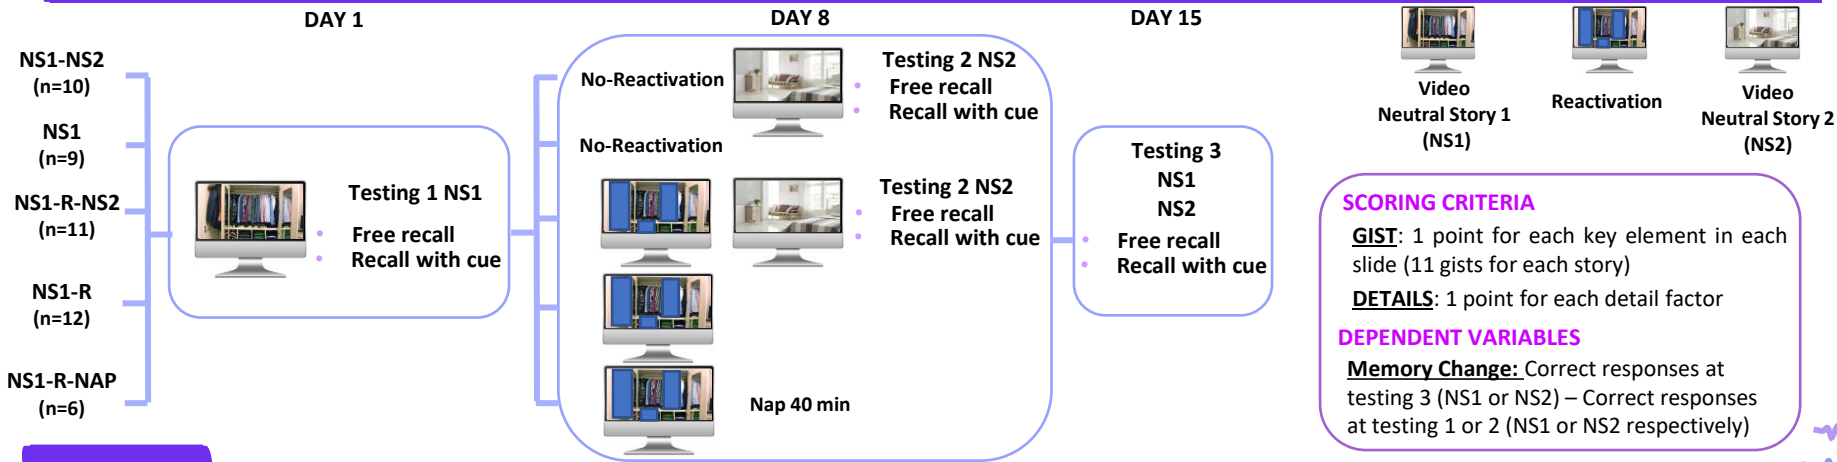 DAY 1
DAY 8
DAY 15
NS1-NS2
(n=10)
NS1
(n=9)
NS1-R-NS2
(n=11)
NS1-R
(n=12)
NS1-R-NAP
(n=6)
Testing 1 NS1
• Free recall
• Recall with cue
No-Reactivation
Testing 2 NS2
• Free recall
• Recall with cue
No-Reactivation
Testing 2 NS2
• Free recall
• Recall with cue
Nap 40 min
Testing 3
NS1
NS2
• Free recall
• Recall with cue
Video
Neutral Story 1
(NS1)
Reactivation
Video
Neutral Story 2
(NS2)
SCORING CRITERIA
GIST: 1 point for each key element in each
slide (11 gists for each story)
DETAILS: 1 point for each detail factor
DEPENDENT VARIABLES
Memory Change: Correct responses at
testing 3 (NS1 or NS2) – Correct responses
at testing 1 or 2 (NS1 or NS2 respectively)